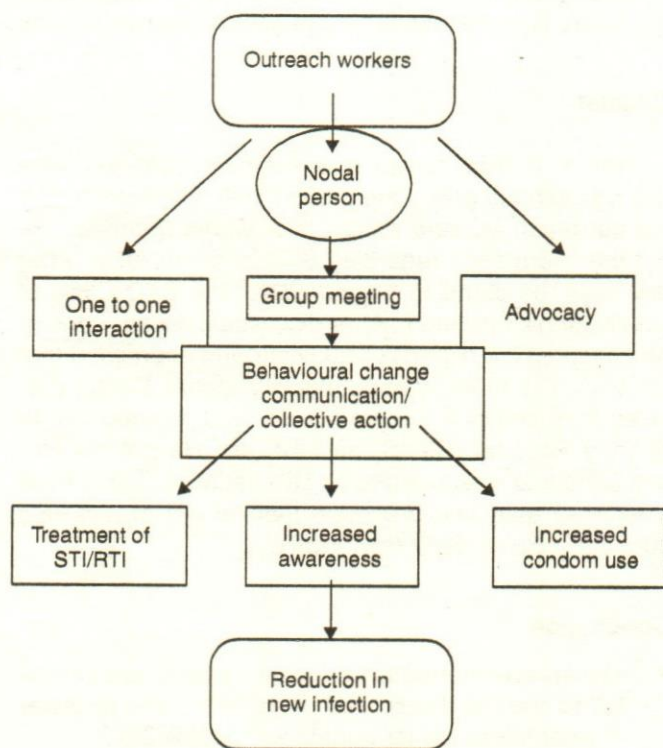 Outreach workers
Nodal
person
One to one
interaction
Group meeting
Advocacy
Behavioural change
communication/
collective action
Treatment of
STI/RTI
Increased
awareness
Increased
condom use
Reduction in
new infection